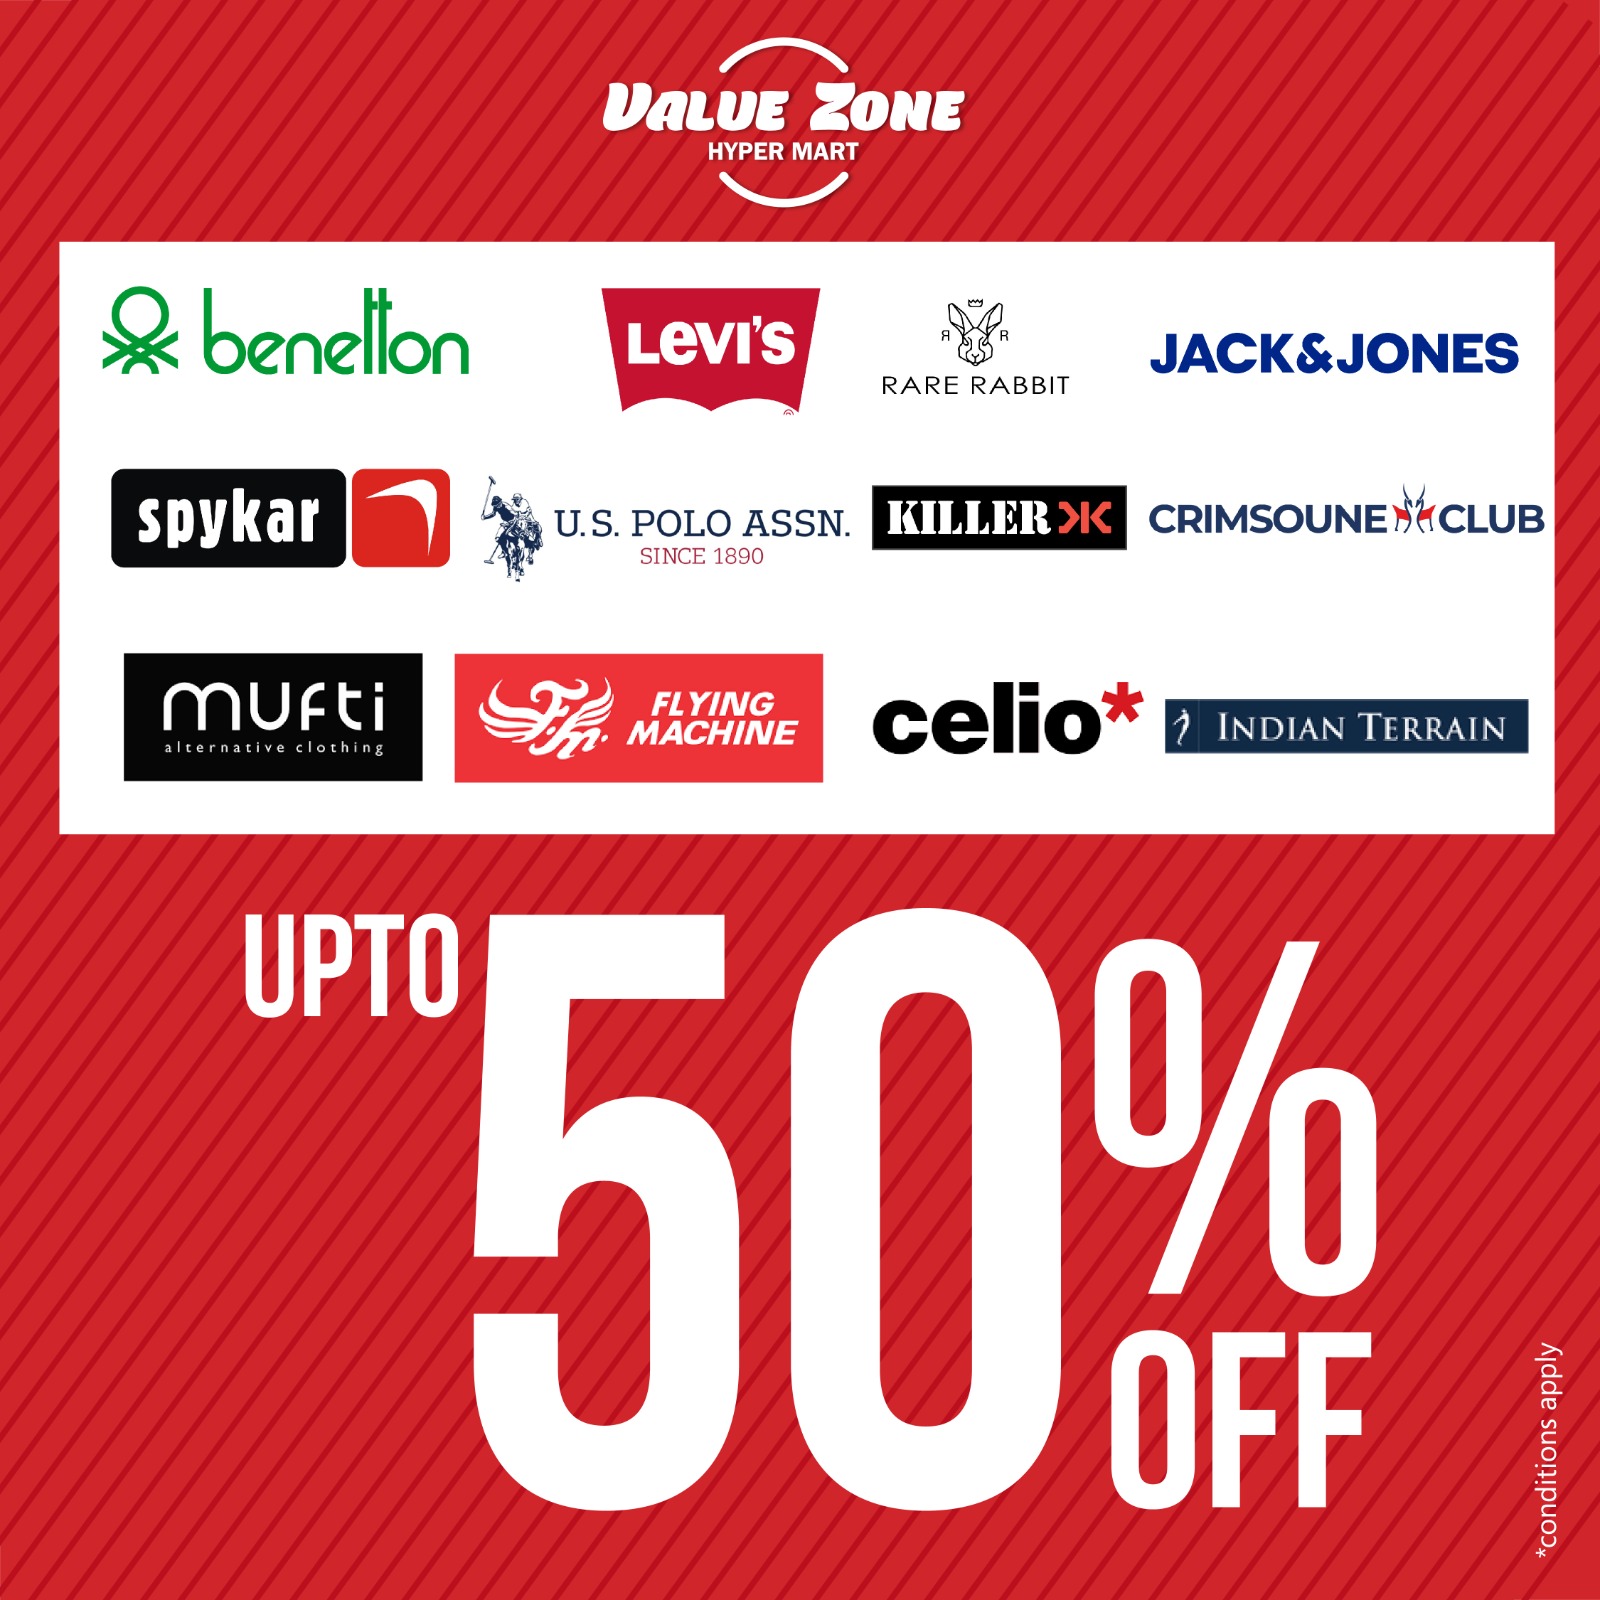 VALUE ZONE
HYPER MART
benetton
LEVI'S
R R
RARE RABBIT
JACK&JONES
spykar
U.S. POLO ASSN.
SINCE 1890
KILLER
CRIMSOUNE CLUB
mufti
alternative clothing
F.m.
FLYING
MACHINE
celio*
INDIAN TERRAIN
UPTO
50%
OFF
*conditions apply